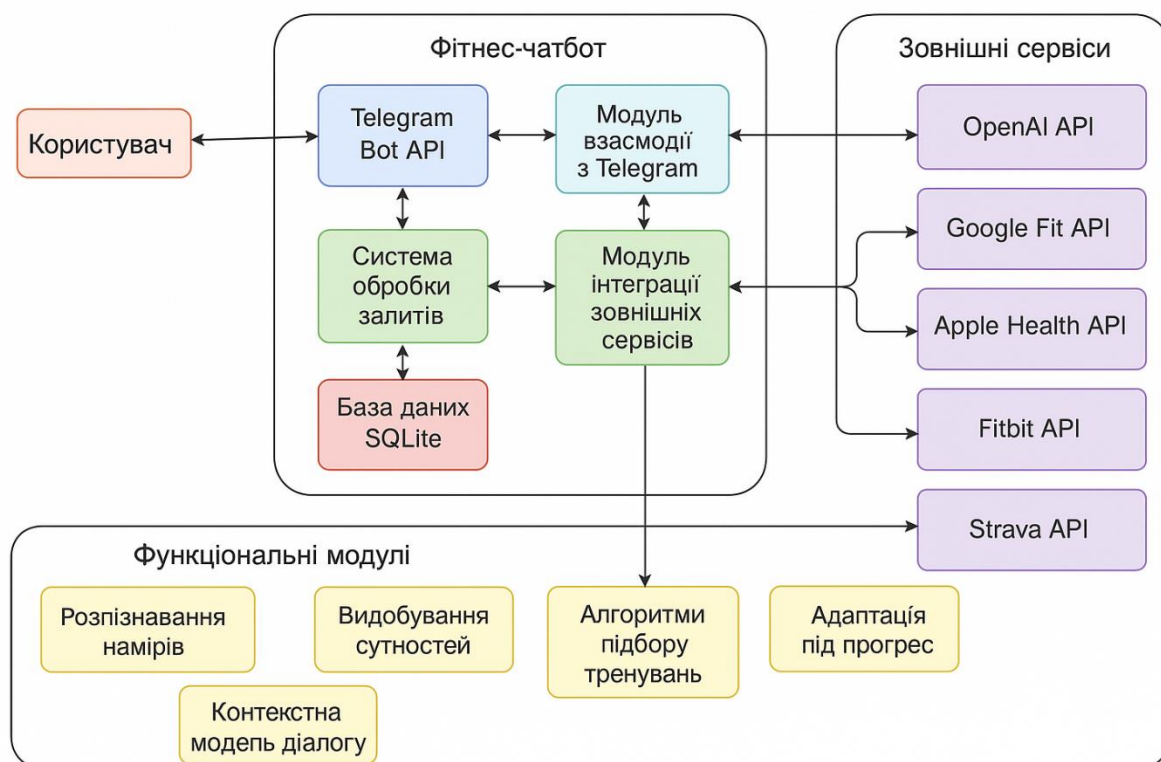 Фітнес-чатбот
Зовнішні сервіси
Користувач
Telegram
Bot API
Модуль
взасмодії
з Telegram
OpenAI API
Система
обробки
залитів
Модуль
інтеграції
зовнішніх
сервісів
Google Fit API
Apple Health API
База даних
SQLite
Fitbit API
Strava API
Функціональні модулі
Розпізнавання
намірів
Видобування
сутностей
Алгоритми
підбору
тренувань
Адаптація
під прогрес
Контекстна
модепь діалогу